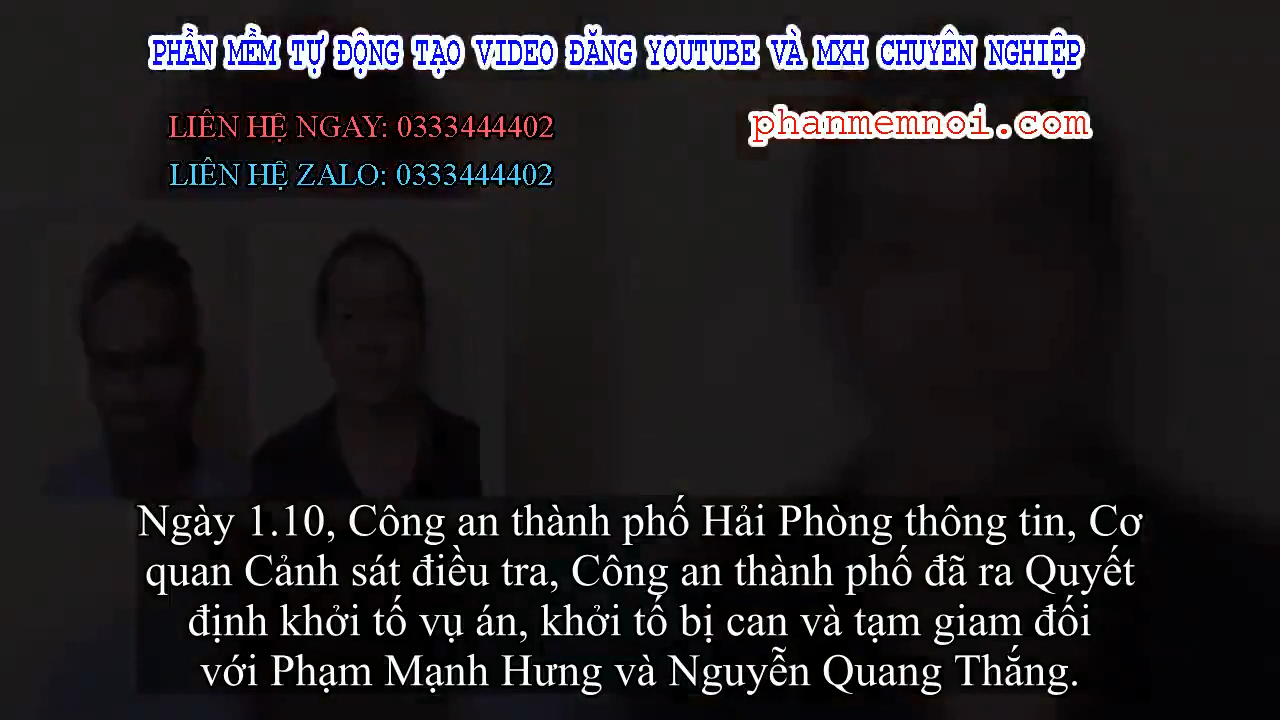 PHẦN MỀM TỰ ĐỘNG TẠO VIDEO ĐĂNG YOUTUBE VÀ MXH CHUYÊN NGHIỆP
LIÊN HỆ NGAY: 0333444402
phanmemnoi.com
LIÊN HỆ ZALO: 0333444402
Ngày 1.10, Công an thành phố Hải Phòng thông tin, Cơ
quan Cảnh sát điều tra, Công an thành phố đã ra Quyết
định khởi tố vụ án, khởi tố bị can và tạm giam đối
với Phạm Mạnh Hưng và Nguyễn Quang Thắng.